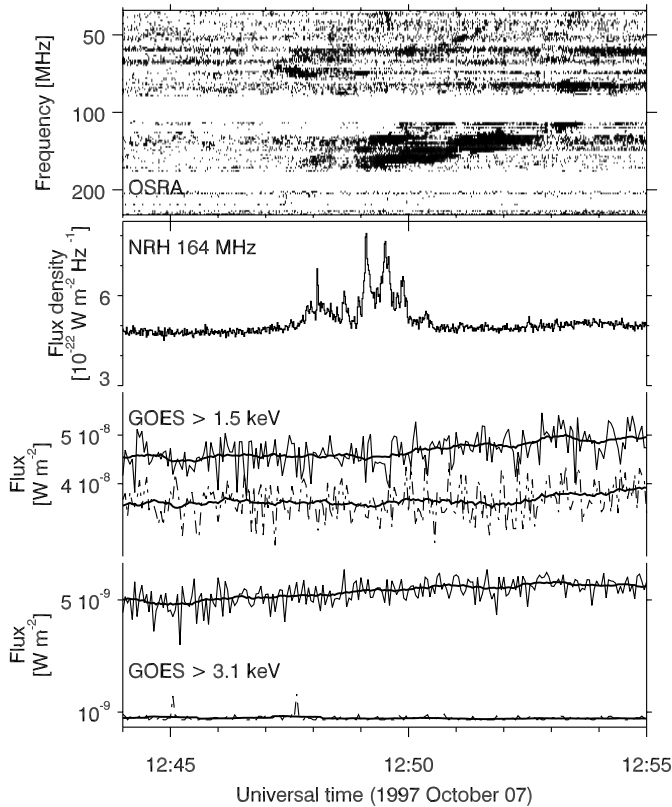 50
100
200
Frequency [MHz]
OSRA
NRH 164 MHz
6
3
Flux density
[10⁻²² W m⁻² Hz⁻¹]
GOES > 1.5 keV
5 10⁻⁸
4 10⁻⁸
Flux
[W m⁻²]
5 10⁻⁹
10⁻⁹
Flux
[W m⁻²]
GOES > 3.1 keV
12:45
12:50
12:55
Universal time (1997 October 07)